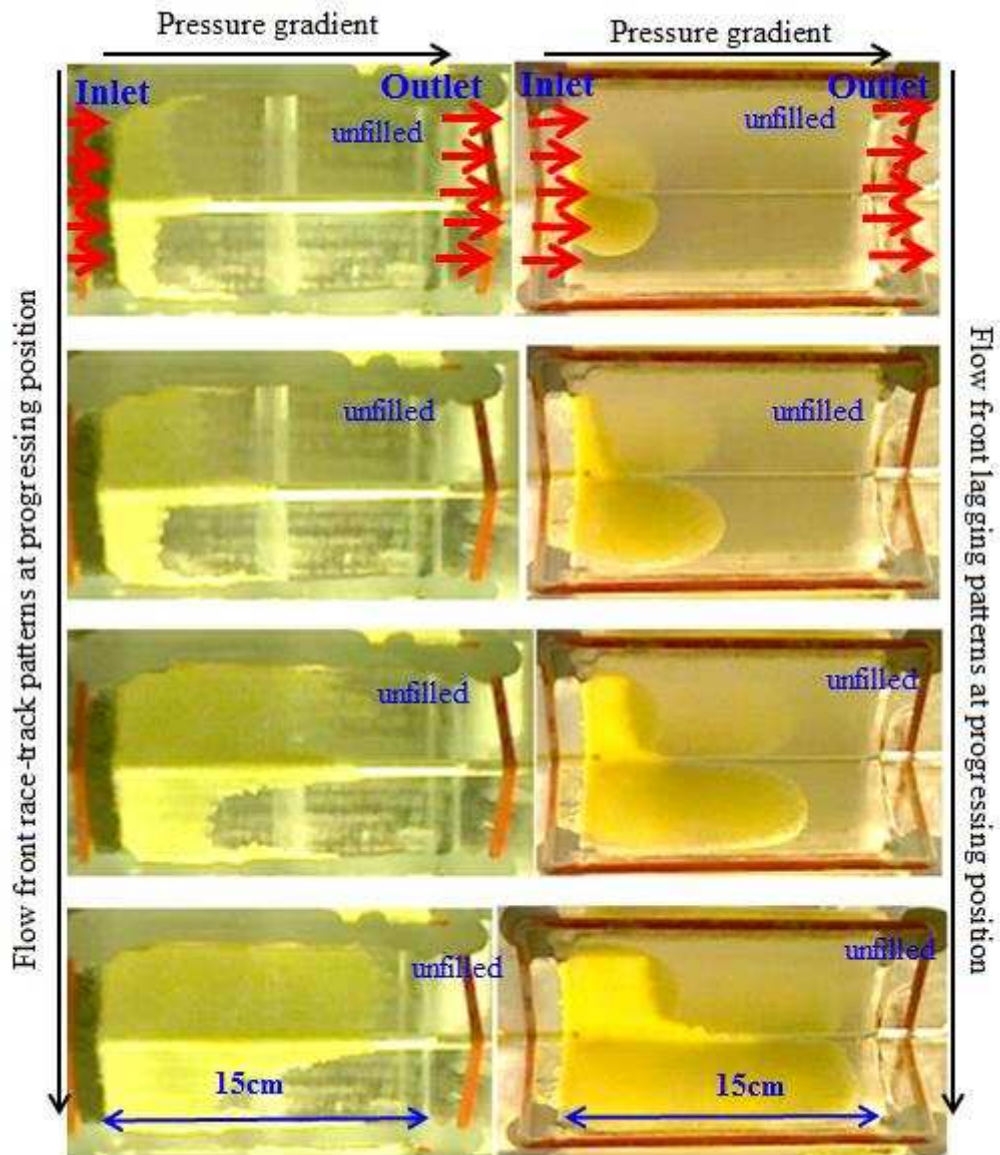 Pressure gradient
Pressure gradient
Inlet
Outlet
Inlet
Outlet
unfilled
unfilled
Flow front race-track patterns at progressing position
Flow front lagging patterns at progressing position
unfilled
unfilled
unfilled
unfilled
unfilled
unfilled
15cm
15cm